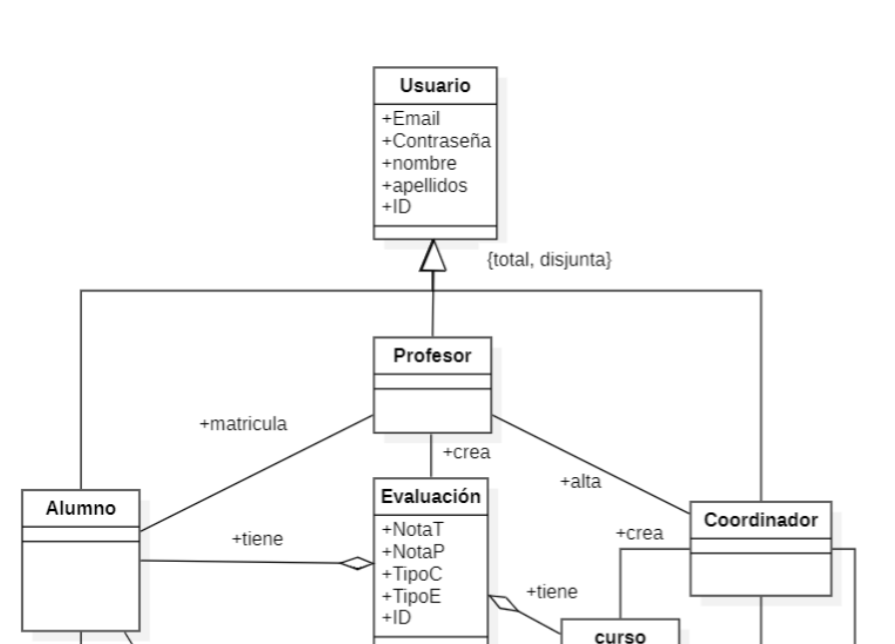 Usuario
+Email
+Contraseña
+nombre
+apellidos
+ID
{total, disjunta}
Profesor
+matricula
+crea
+alta
Alumno
Evaluación
Coordinador
+tiene
+NotaT
+NotaP
+TipoC
+TipoE
+ID
+crea
+tiene
curso